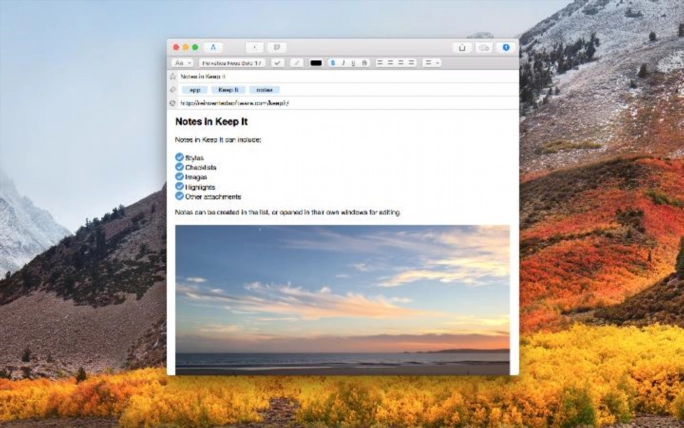 A
Aa Helvetica Neue Bold 17 B I U S
Notes in Keep It
app Keep It notes
http://reinventedsoftware.com/keepit/
Notes in Keep It
Notes in Keep It can include:
Styles
Checklists
Images
Highlights
Other attachments
Notes can be created in the list, or opened in their own windows for editing.